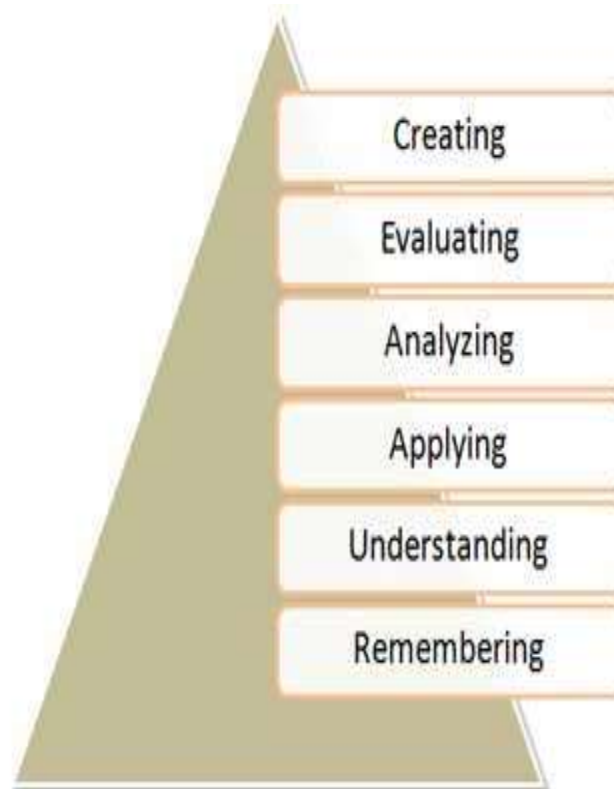 Creating
Evaluating
Analyzing
Applying
Understanding
Remembering